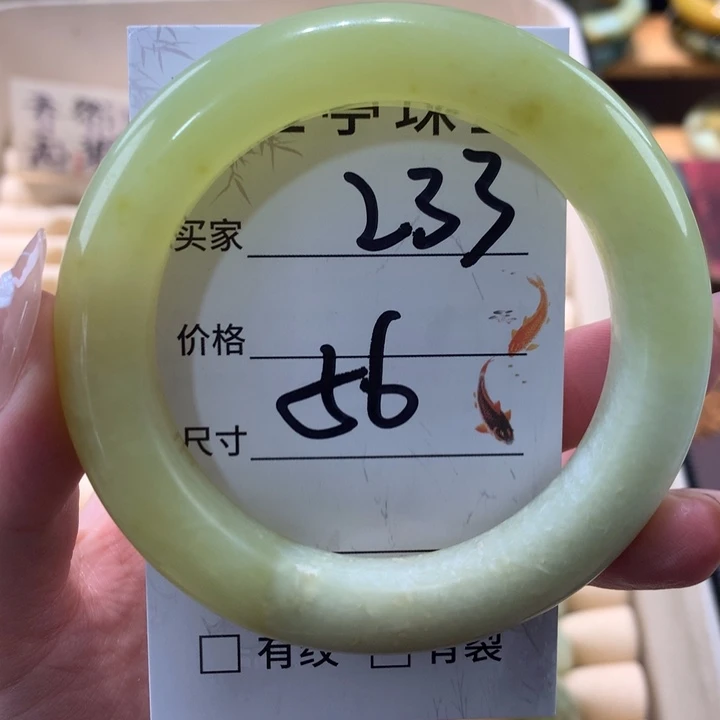 买家 233
价格
尺寸 56
有纹 有裂